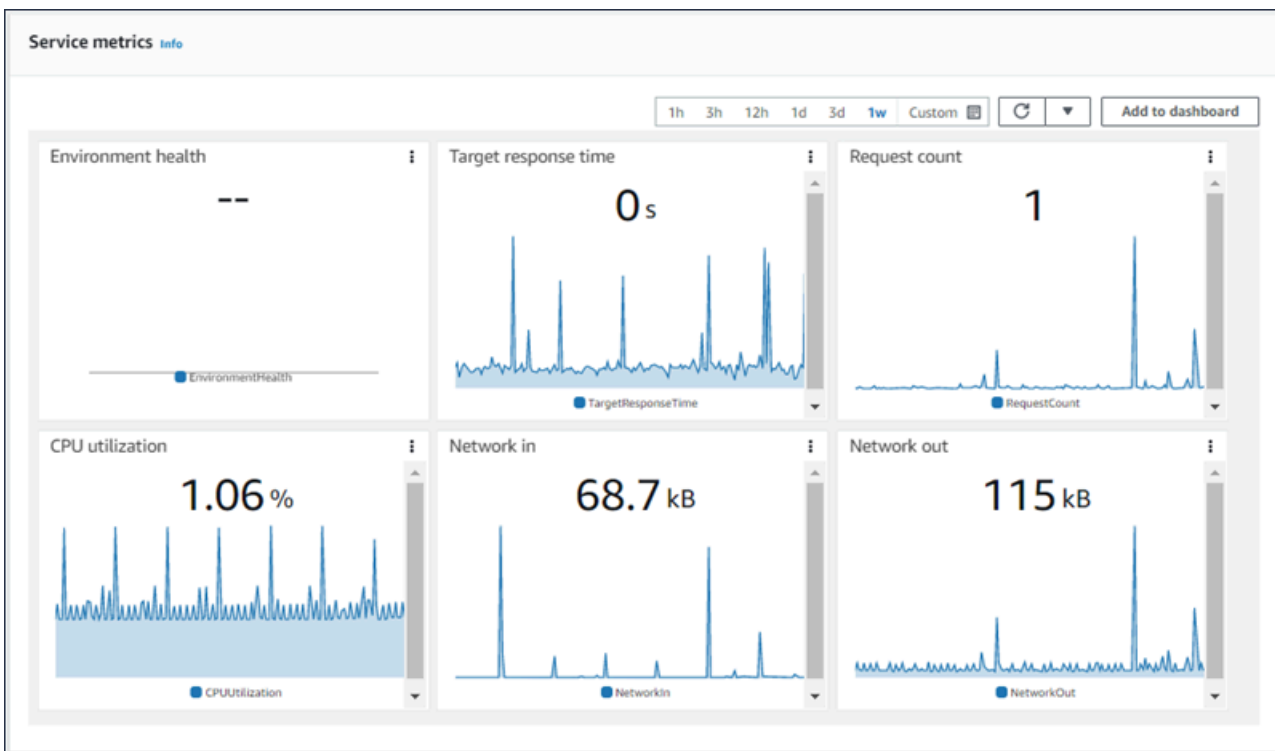 Service metrics Info
1h 3h 12h 1d 3d 1w Custom Add to dashboard
Environment health
--
EnvironmentHealth
Target response time
0 s
TargetResponseTime
Request count
1
RequestCount
CPU utilization
1.06 %
CPUUtilization
Network in
68.7 kB
NetworkIn
Network out
115 kB
NetworkOut